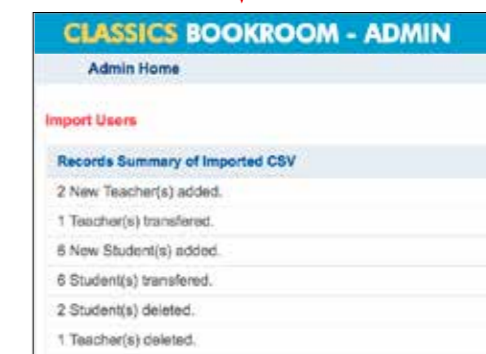 CLASSICS BOOKROOM - ADMIN
Admin Home
Import Users
Records Summary of Imported CSV
2 New Teacher(s) added.
1 Teacher(s) transfered.
6 New Student(s) added.
6 Student(s) transfered.
2 Student(s) deleted.
1 Teacher(s) deleted.